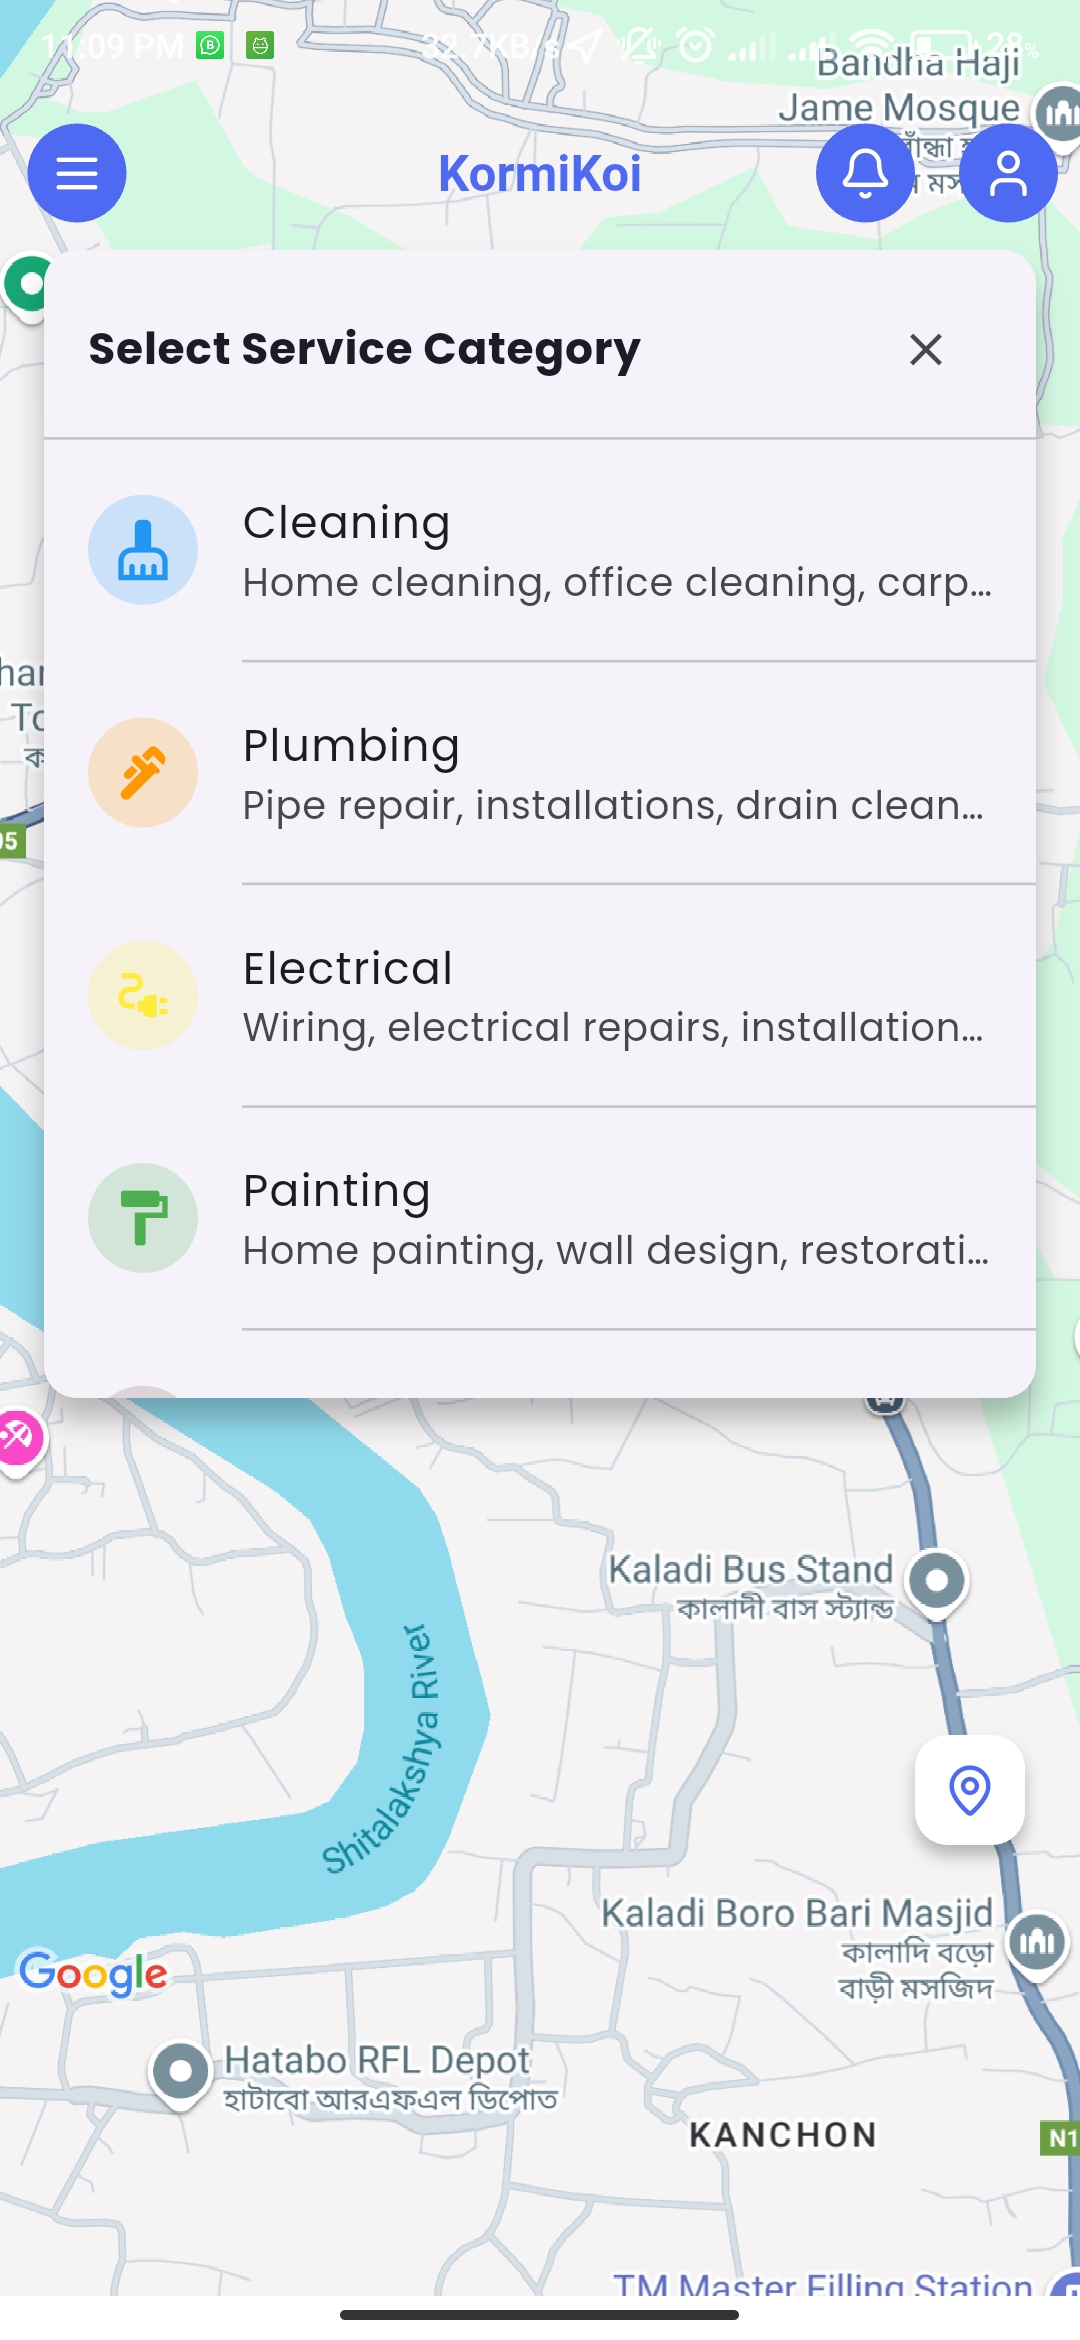 11:09 PM
32.7KB/s
28%
Bandha Haji
Jame Mosque
KormiKoi
Select Service Category
Cleaning
Home cleaning, office cleaning, carp...
Plumbing
Pipe repair, installations, drain clean...
Electrical
Wiring, electrical repairs, installation...
Painting
Home painting, wall design, restorati...
Kaladi Bus Stand
কালাদী বাস স্ট্যান্ড
Shitalakshya River
Kaladi Boro Bari Masjid
কালাদি বড়ো
বাড়ী মসজিদ
Google
Hatabo RFL Depot
হাটাবো আরএফএল ডিপোত
KANCHON
N1
TM Master Filling Station